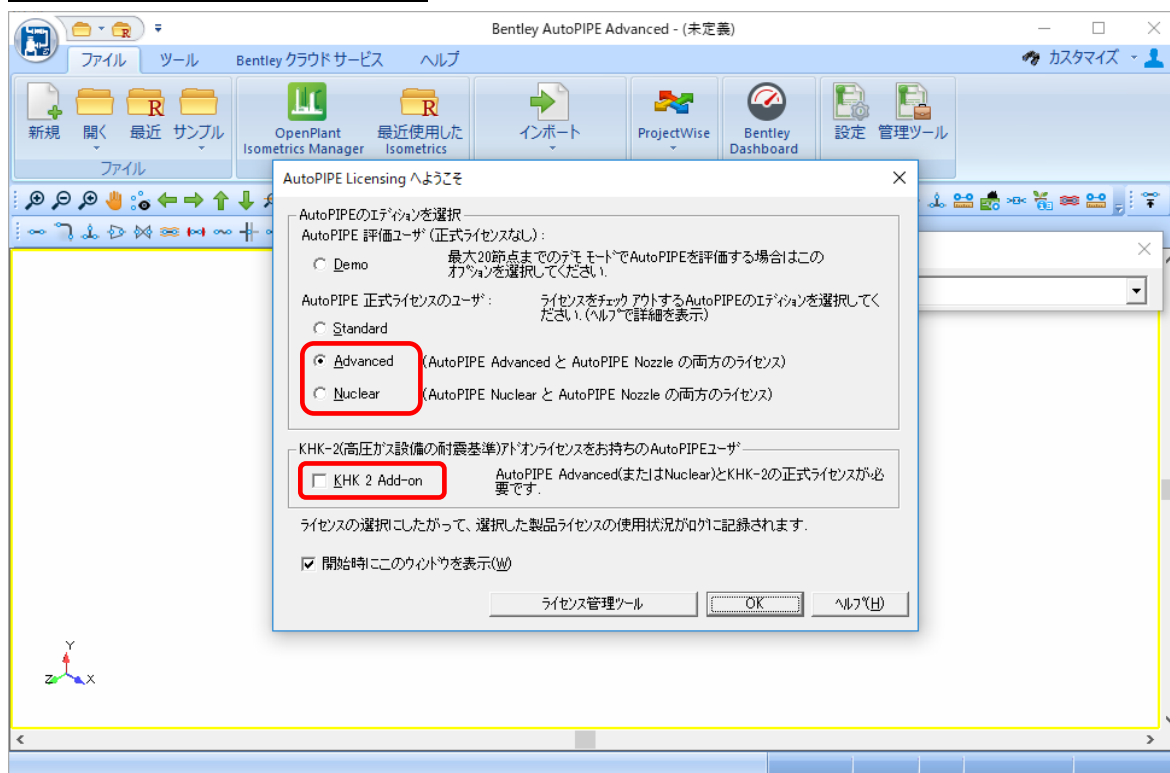 Bentley AutoPIPE Advanced - (未定義)
ファイル ツール Bentley クラウド サービス ヘルプ カスタマイズ
新規 開く 最近 サンプル OpenPlant Isometrics Manager 最近使用した Isometrics インポート ProjectWise Bentley Dashboard 設定 管理ツール
ファイル
AutoPIPE Licensing へようこそ
AutoPIPEのエディションを選択
AutoPIPE 評価ユーザ (正式ライセンスなし) :
Demo 最大20節点までのデモ モードでAutoPIPEを評価する場合はこの
オプションを選択してください.
AutoPIPE 正式ライセンスのユーザ : ライセンスをチェック アウトするAutoPIPEのエディションを選択してく
ださい. (ヘルプで詳細を表示)
Standard
Advanced (AutoPIPE Advanced と AutoPIPE Nozzle の両方のライセンス)
Nuclear (AutoPIPE Nuclear と AutoPIPE Nozzle の両方のライセンス)
KHK-2(高圧ガス設備の耐震基準)アドオンライセンスをお持ちのAutoPIPEユーザ
KHK 2 Add-on AutoPIPE Advanced(またはNuclear)とKHK-2の正式ライセンスが必
要です.
ライセンスの選択にしたがって、選択した製品ライセンスの使用状況がログに記録されます.
開始時にこのウィンドウを表示(W)
ライセンス管理ツール OK ヘルプ(H)
Y
Z X